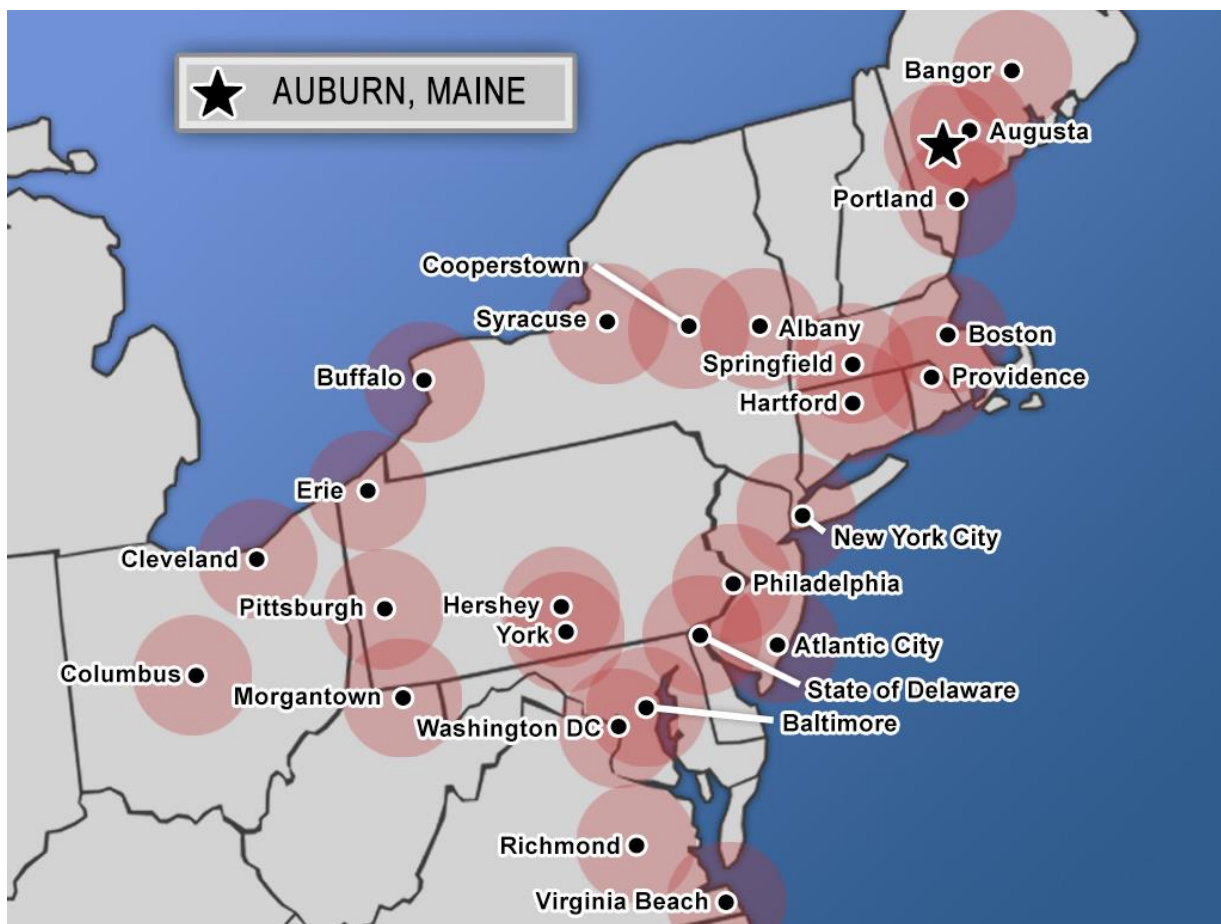 AUBURN, MAINE
Bangor
Augusta
Portland
Cooperstown
Syracuse
Albany
Boston
Springfield
Buffalo
Providence
Hartford
Erie
New York City
Cleveland
Philadelphia
Pittsburgh
Hershey
York
Atlantic City
Columbus
Morgantown
State of Delaware
Washington DC
Baltimore
Richmond
Virginia Beach